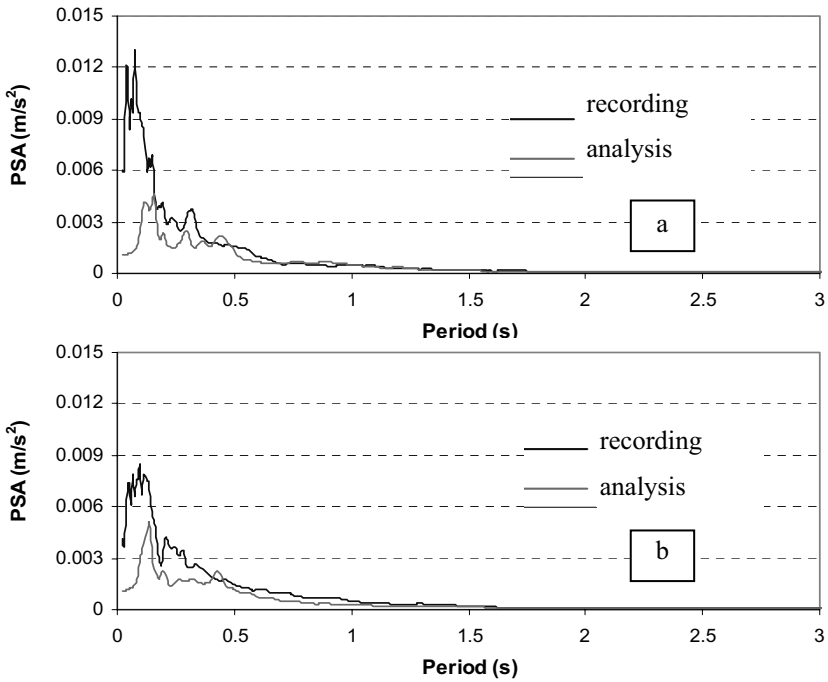 PSA (m/s²)
0.015
0.012
0.009
0.006
0.003
0
recording
analysis
a
0
0.5
1
1.5
2
2.5
3
Period (s)
PSA (m/s²)
0.015
0.012
0.009
0.006
0.003
0
recording
analysis
b
0
0.5
1
1.5
2
2.5
3
Period (s)